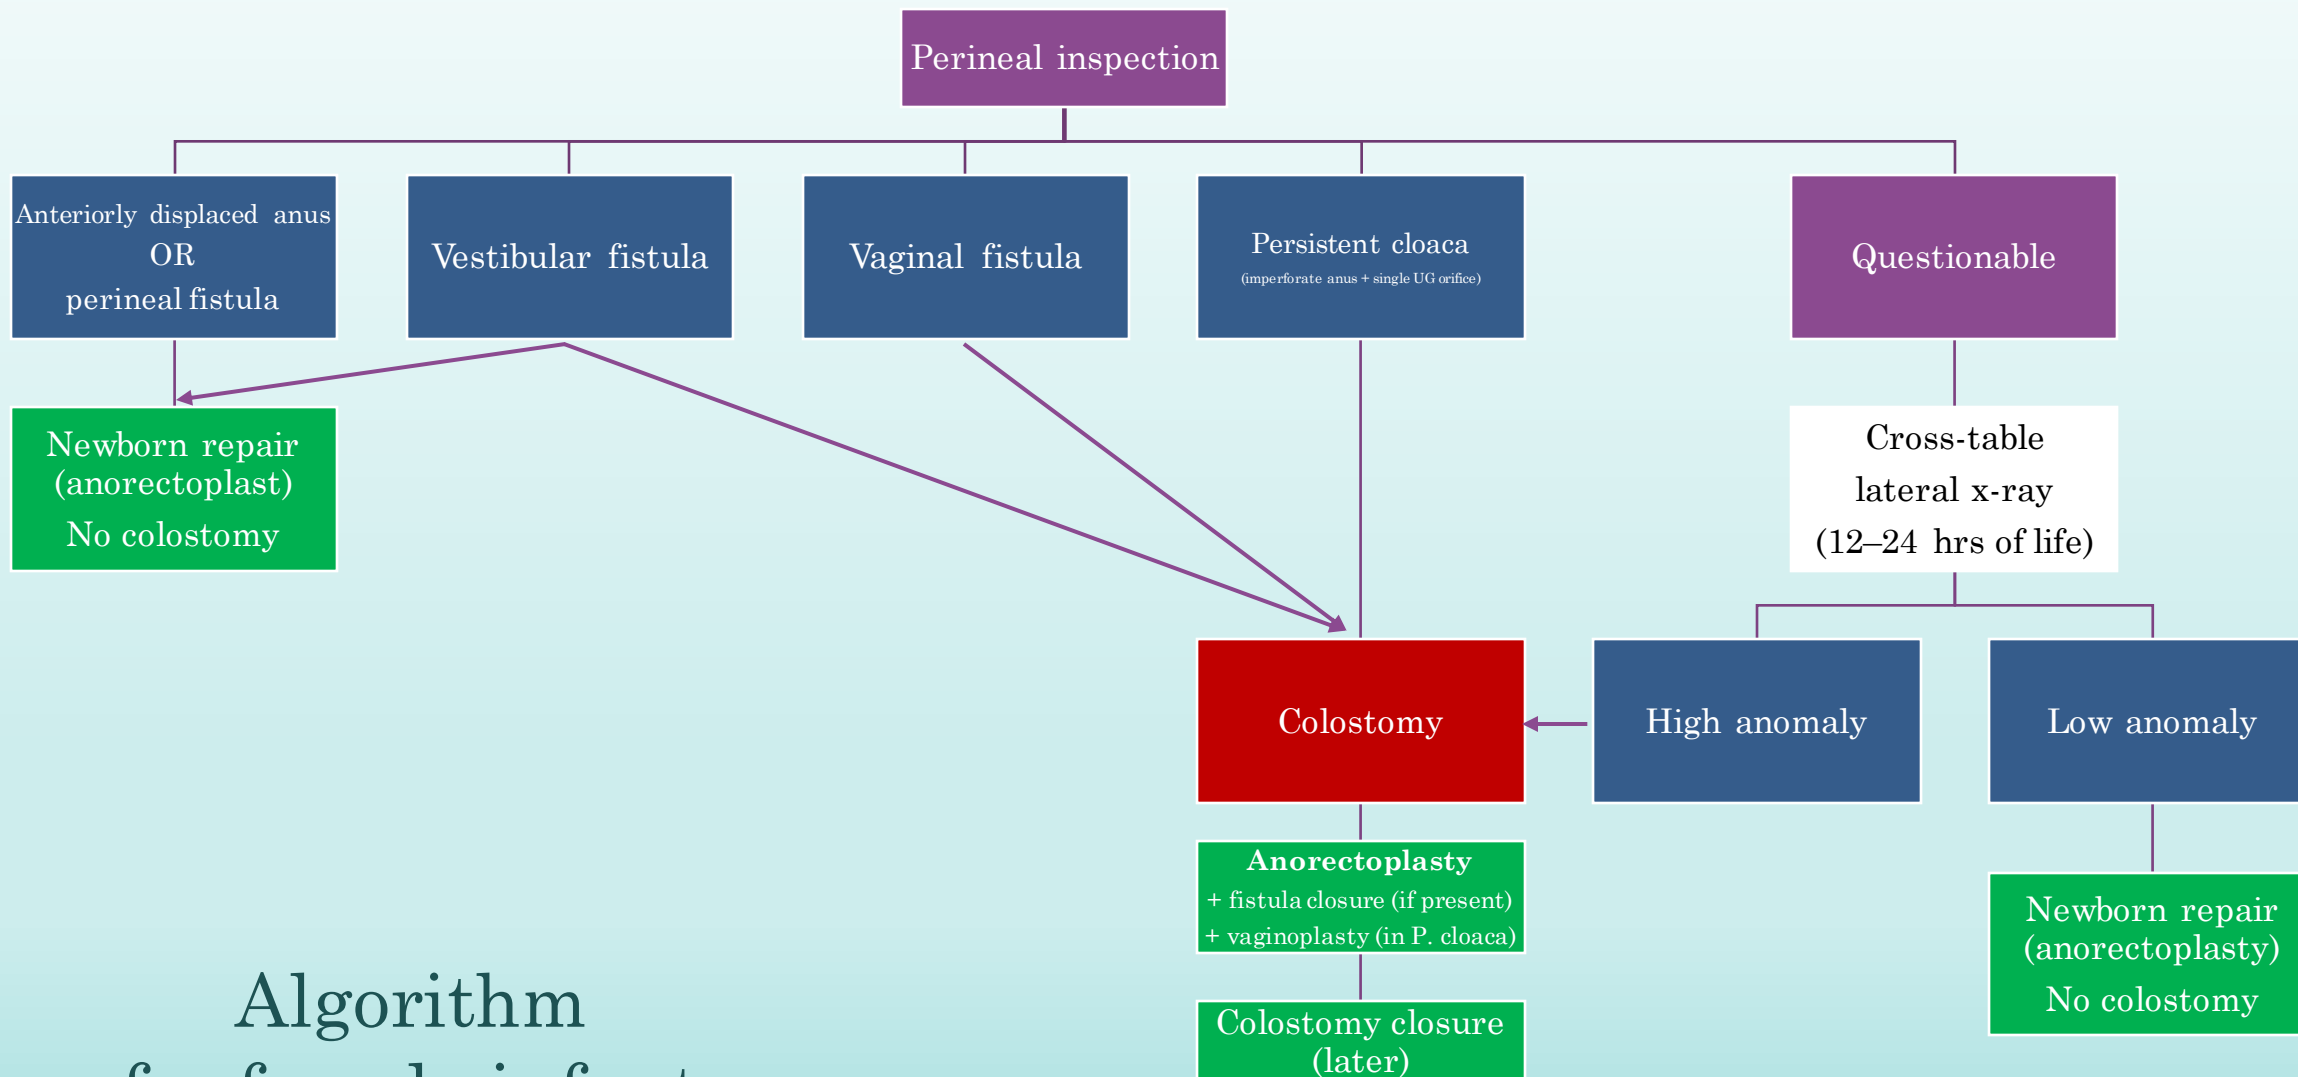 Perineal inspection
Anteriorly displaced anus
OR
perineal fistula
Vestibular fistula
Vaginal fistula
Persistent cloaca
(imperforate anus + single UG orifice)
Questionable
Newborn repair
(anorectoplast)
No colostomy
Cross-table
lateral x-ray
(12–24 hrs of life)
Colostomy
High anomaly
Low anomaly
Anorectoplasty
+ fistula closure (if present)
+ vaginoplasty (in P. cloaca)
Newborn repair
(anorectoplasty)
No colostomy
Colostomy closure
(later)
Algorithm